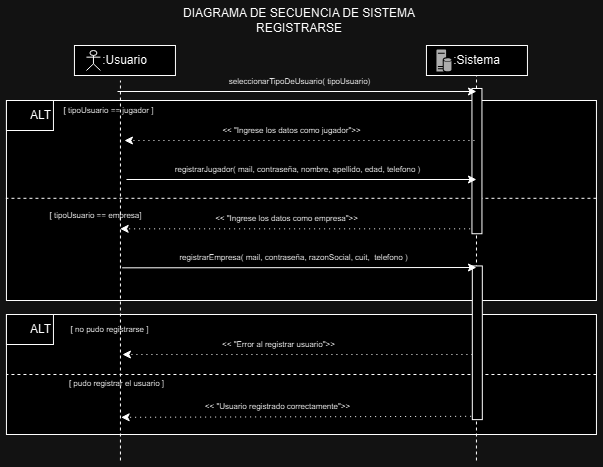 DIAGRAMA DE SECUENCIA DE SISTEMA
REGISTRARSE
:Usuario
:Sistema
seleccionarTipoDeUsuario( tipoUsuario)
ALT
[ tipoUsuario == jugador ]
<< "Ingrese los datos como jugador">>
registrarJugador( mail, contraseña, nombre, apellido, edad, telefono )
[ tipoUsuario == empresa]
<< "Ingrese los datos como empresa">>
registrarEmpresa( mail, contraseña, razonSocial, cuit, telefono )
ALT
[ no pudo registrarse ]
<< "Error al registrar usuario">>
[ pudo registrar el usuario ]
<< "Usuario registrado correctamente">>